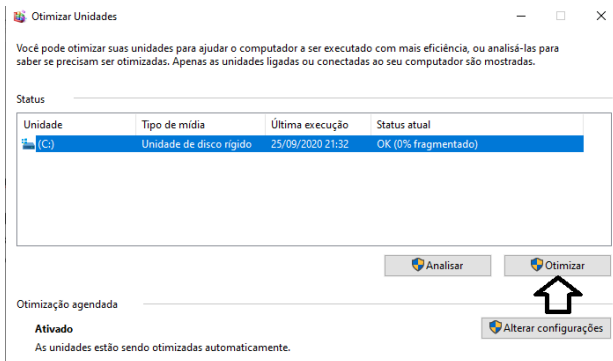 Otimizar Unidades
Você pode otimizar suas unidades para ajudar o computador a ser executado com mais eficiência, ou analisá-las para
saber se precisam ser otimizadas. Apenas as unidades ligadas ou conectadas ao seu computador são mostradas.
Status
Unidade Tipo de mídia Última execução Status atual
(C:) Unidade de disco rígido 25/09/2020 21:32 OK (0% fragmentado)
Analisar Otimizar
Otimização agendada
Ativado Alterar configurações
As unidades estão sendo otimizadas automaticamente.